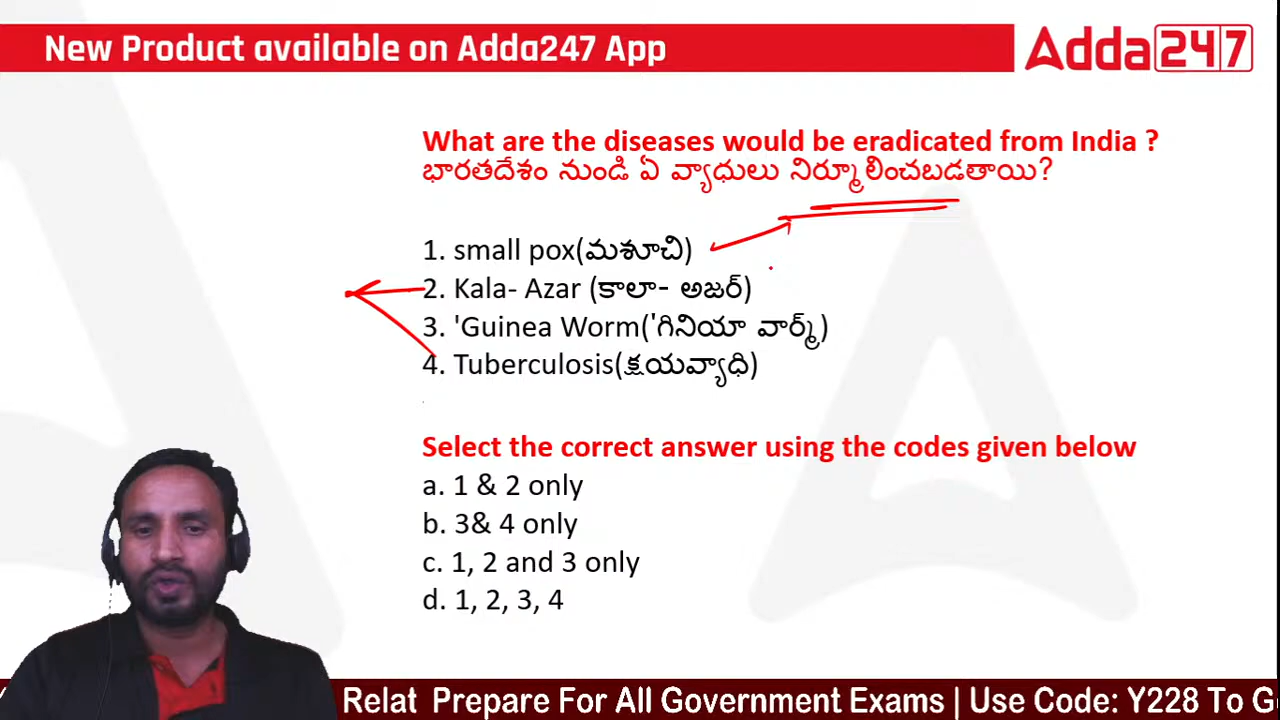 New Product available on Adda247 App
Adda247
What are the diseases would be eradicated from India ?
భారతదేశం నుండి ఏ వ్యాధులు నిర్మూలించబడతాయి?
1. small pox(మశూచి)
2. Kala- Azar (కాలా- అజర్)
3. 'Guinea Worm('గినియా వార్మ్)
4. Tuberculosis(క్షయవ్యాధి)
Select the correct answer using the codes given below
a. 1 & 2 only
b. 3& 4 only
c. 1, 2 and 3 only
d. 1, 2, 3, 4
Relat Prepare For All Government Exams | Use Code: Y228 To G